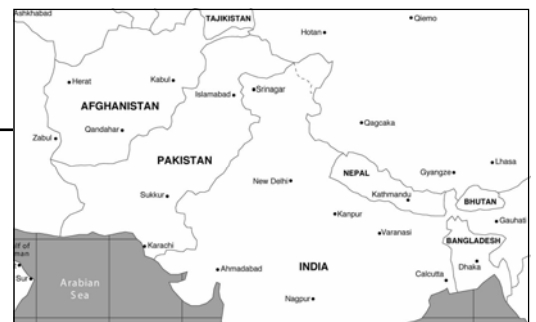 Ashkhabad
TAJIKISTAN
Qiemo
Hotan
Herat
Kabul
Islamabad
Srinagar
AFGHANISTAN
Qandahar
Zabul
Qagcaka
PAKISTAN
Lhasa
NEPAL
Gyangze
New Delhi
Sukkur
Kathmandu
BHUTAN
Kanpur
Gauhati
Varanasi
BANGLADESH
Karachi
Ahmadabad
INDIA
Dhaka
Calcutta
Sur
Arabian
Sea
Nagpur